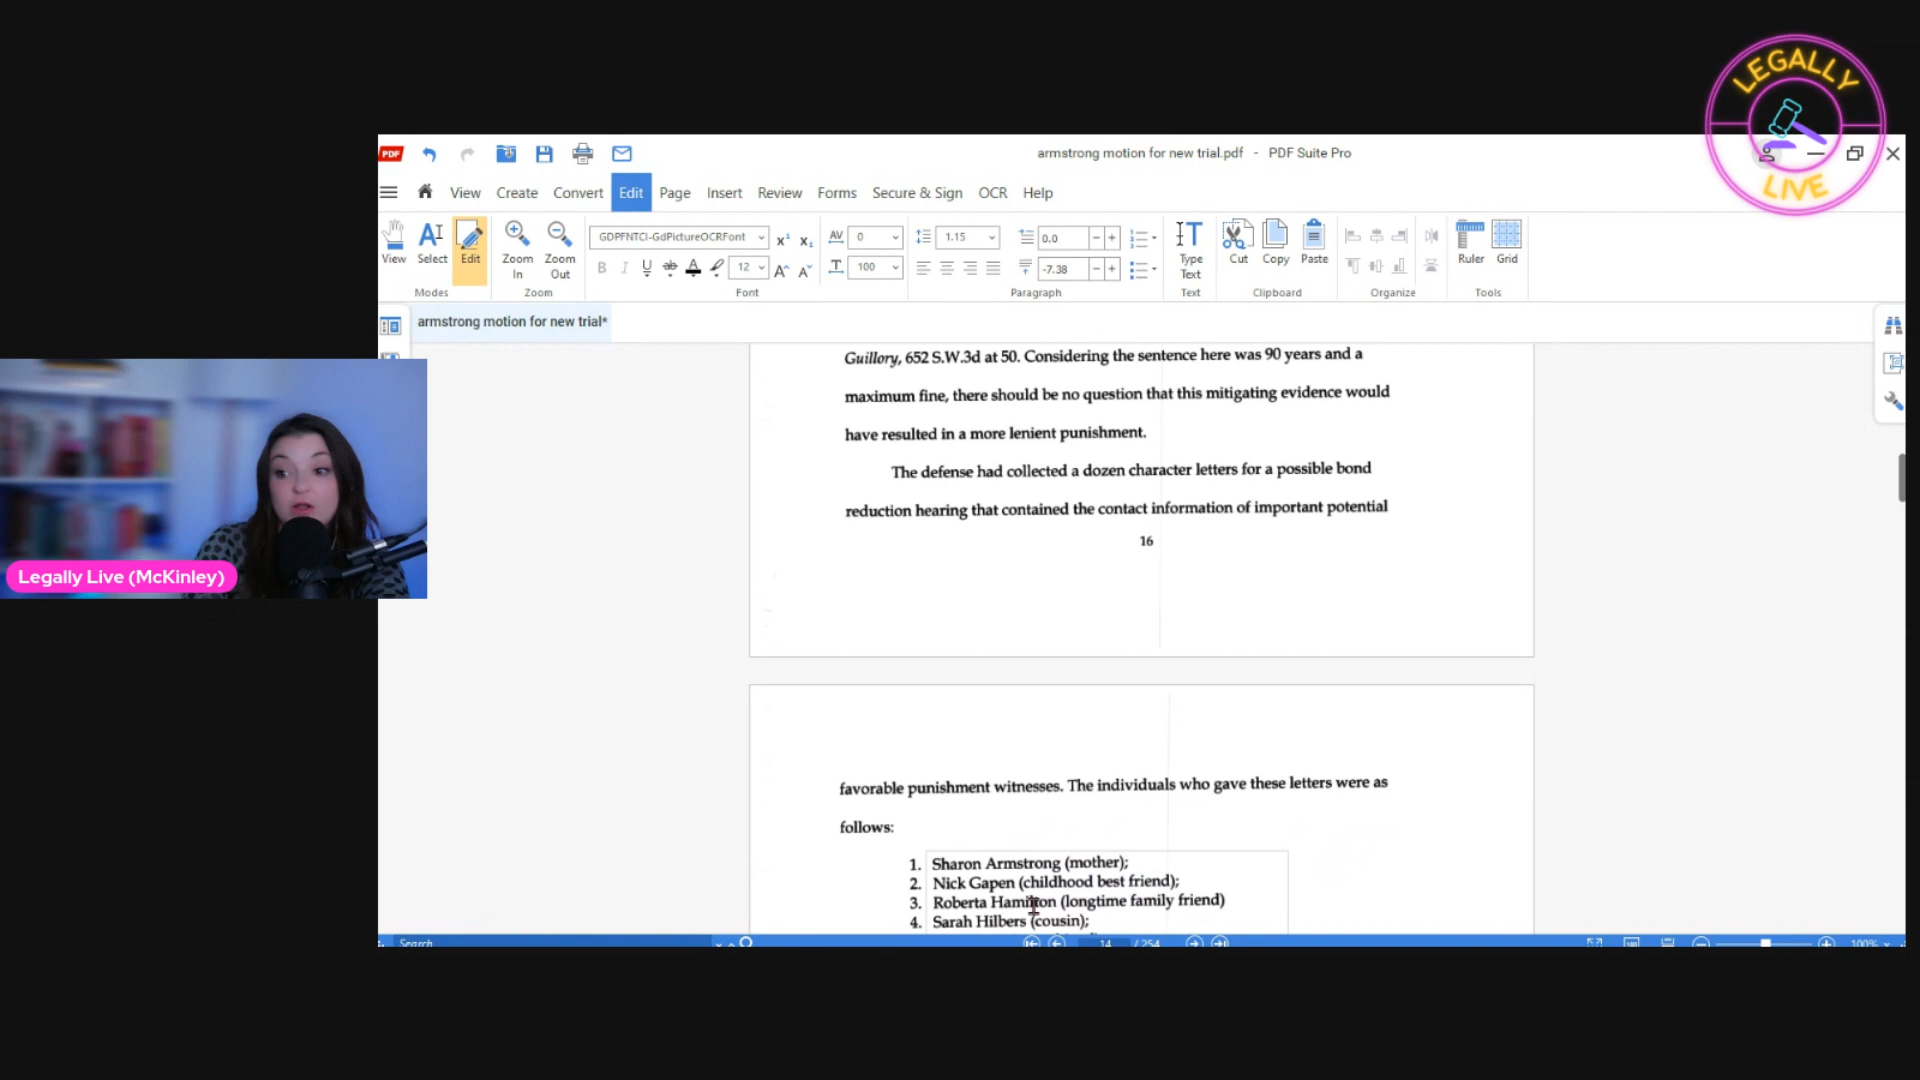 LEGALLY
LIVE
PDF
armstrong motion for new trial.pdf - PDF Suite Pro
View Create Convert Edit Page Insert Review Forms Secure & Sign OCR Help
View Select Edit Zoom In Zoom Out
GDPFNTCI-GdPictureOCRFont
12
AV 0
100
1.15
0.0
-7.38
Type Text
Cut Copy Paste
Ruler Grid
Modes Zoom Font Paragraph Text Clipboard Organize Tools
armstrong motion for new trial*
Guillory, 652 S.W.3d at 50. Considering the sentence here was 90 years and a
maximum fine, there should be no question that this mitigating evidence would
have resulted in a more lenient punishment.
The defense had collected a dozen character letters for a possible bond
reduction hearing that contained the contact information of important potential
16
Legally Live (McKinley)
favorable punishment witnesses. The individuals who gave these letters were as
follows:
1. Sharon Armstrong (mother);
2. Nick Gapen (childhood best friend);
3. Roberta Hamilton (longtime family friend)
4. Sarah Hilbers (cousin);
Search
14 / 254
100%